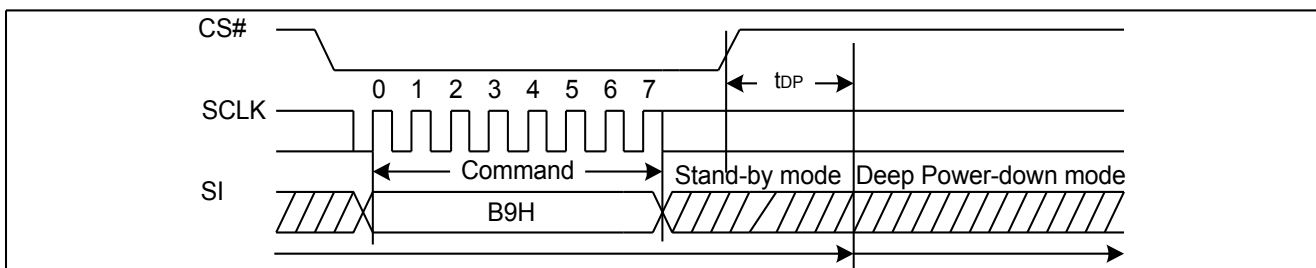 CS#
tDP
0 1 2 3 4 5 6 7
SCLK
Command
Stand-by mode Deep Power-down mode
SI
B9H